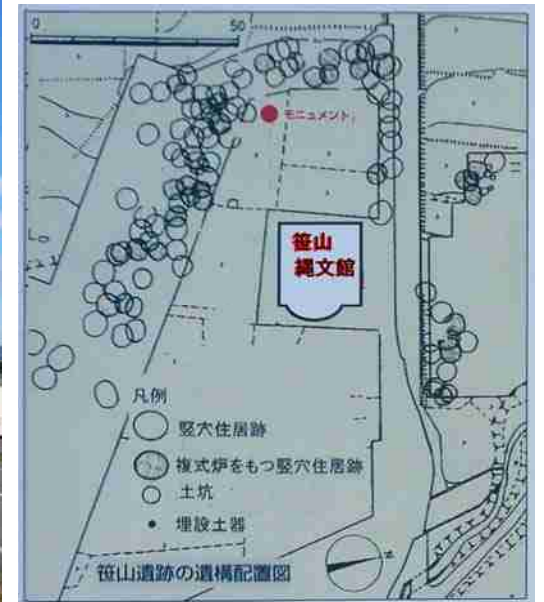 0 50
モニュメント
笹山
縄文館
凡例
竪穴住居跡
複式炉をもつ竪穴住居跡
土坑
埋設土器
笹山遺跡の遺構配置図
N